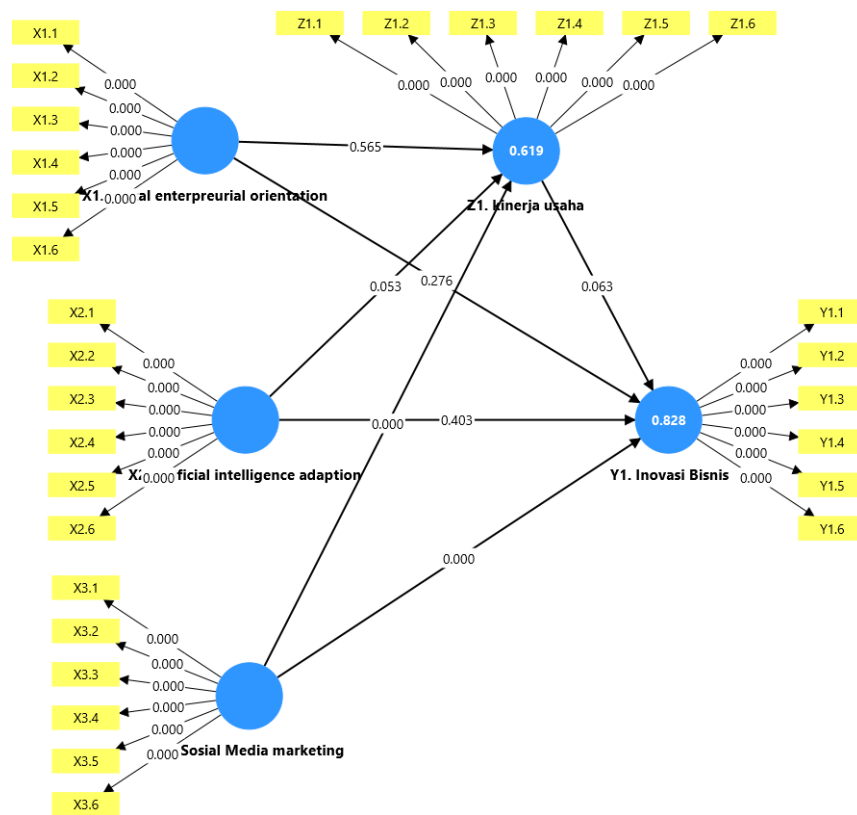 X1.1
X1.2
X1.3
X1.4
X1.5
X1.6
0.000
0.000
0.000
0.000
0.000
0.000
enterpreurial orientation
Z1.1
Z1.2
Z1.3
Z1.4
Z1.5
Z1.6
0.000
0.000
0.000
0.000
0.000
0.000
0.619
Z1. kinerja usaha
0.565
0.276
0.053
0.063
X2.1
X2.2
X2.3
X2.4
X2.5
X2.6
0.000
0.000
0.000
0.000
0.000
0.000
intelligence adaption
0.000
0.403
0.828
Y1. Inovasi Bisnis
Y1.1
Y1.2
Y1.3
Y1.4
Y1.5
Y1.6
0.000
0.000
0.000
0.000
0.000
0.000
0.000
X3.1
X3.2
X3.3
X3.4
X3.5
X3.6
0.000
0.000
0.000
0.000
0.000
0.000
Sosial Media marketing